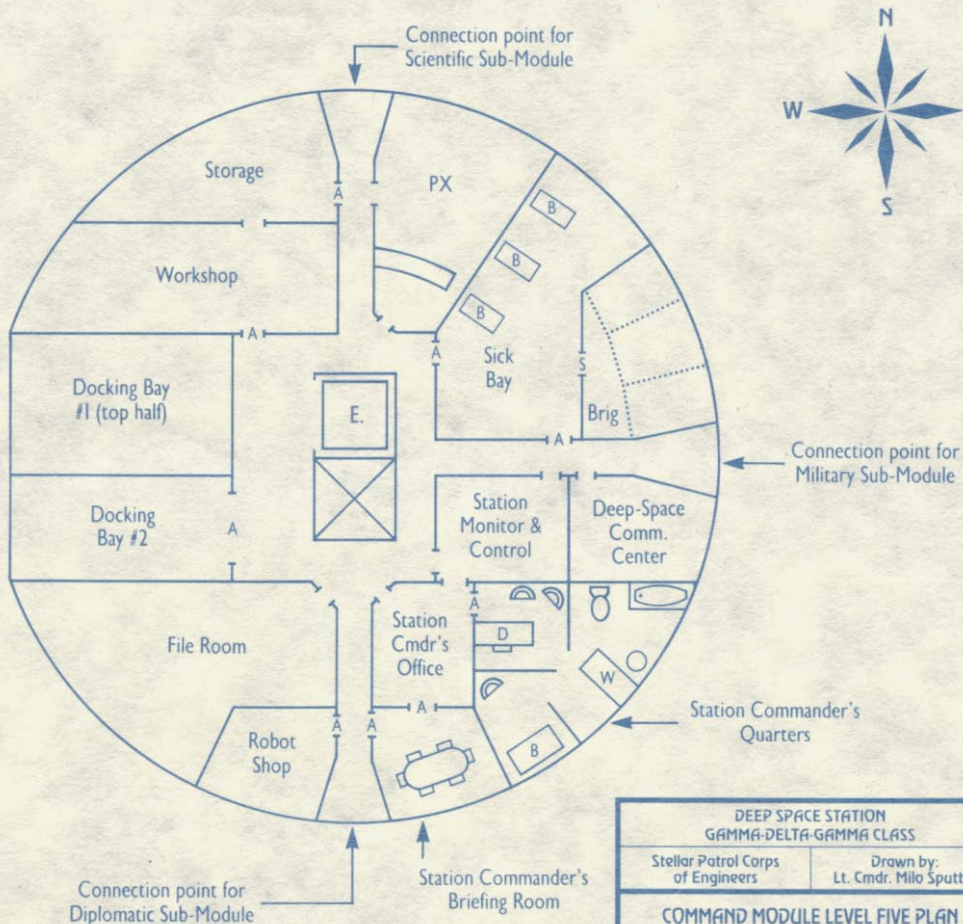 Connection point for
Scientific Sub-Module
N
W
S
Storage
A
PX
B
B
B
Workshop
A
A
Sick
Bay
S
Brig
Docking Bay
#1 (top half)
E.
A
Connection point for
Military Sub-Module
Station
Monitor &
Control
Deep-Space
Comm.
Center
Docking
Bay #2
A
File Room
Station
Cmdr's
Office
A
D
W
A
Station Commander's
Quarters
Robot
Shop
A
A
B
Connection point for
Diplomatic Sub-Module
Station Commander's
Briefing Room
DEEP SPACE STATION
GAMMA-DELTA-GAMMA CLASS
Stellar Patrol Corps
of Engineers
Drawn by:
Lt. Cmdr. Milo
COMMAND MODULE LEVEL FIVE PLAN